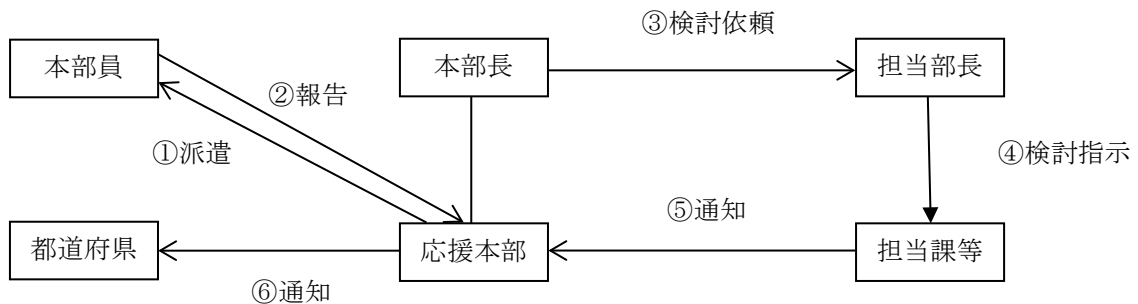 ③検討依頼
本部員
本部長
担当部長
②報告
①派遣
④検討指示
⑤通知
都道府県
応援本部
担当課等
⑥通知